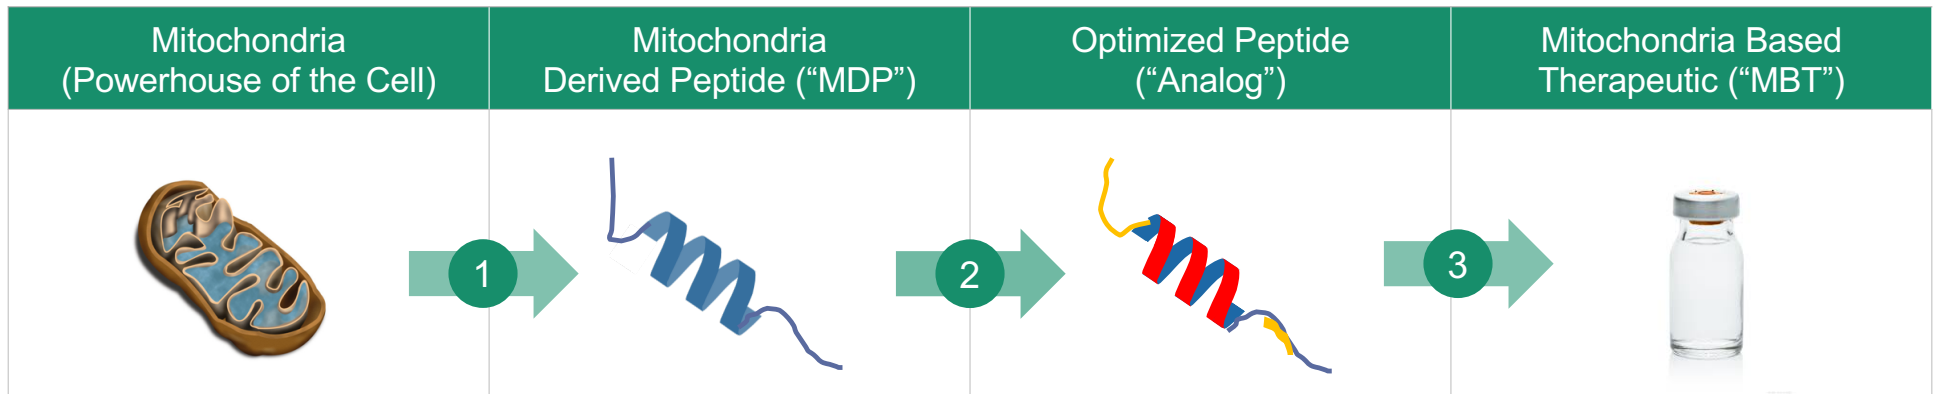 Mitochondria
(Powerhouse of the Cell)
Mitochondria
Derived Peptide (“MDP”)
Optimized Peptide
(“Analog”)
Mitochondria Based
Therapeutic (“MBT”)
1
2
3